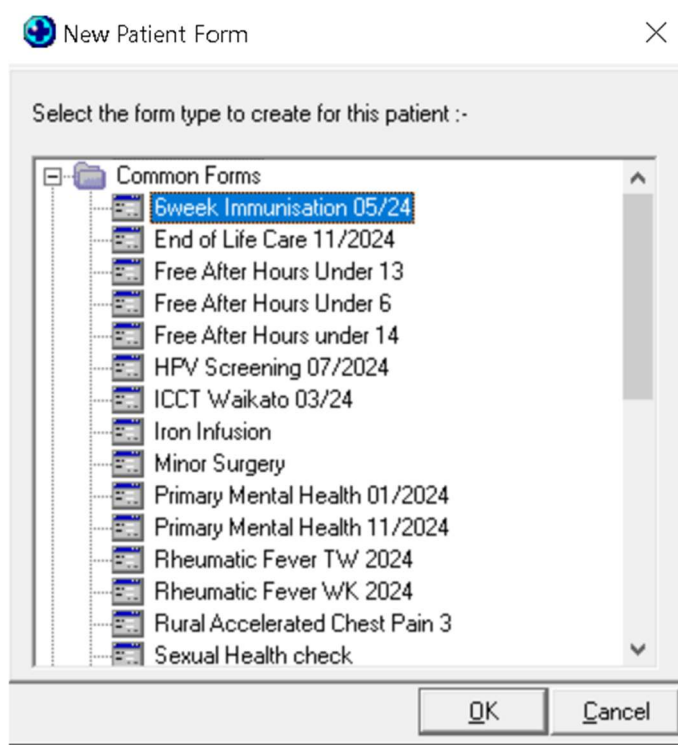 New Patient Form
Select the form type to create for this patient :-
Common Forms
6week Immunisation 05/24
End of Life Care 11/2024
Free After Hours Under 13
Free After Hours Under 6
Free After Hours under 14
HPV Screening 07/2024
ICCT Waikato 03/24
Iron Infusion
Minor Surgery
Primary Mental Health 01/2024
Primary Mental Health 11/2024
Rheumatic Fever TW 2024
Rheumatic Fever WK 2024
Rural Accelerated Chest Pain 3
Sexual Health check
OK Cancel